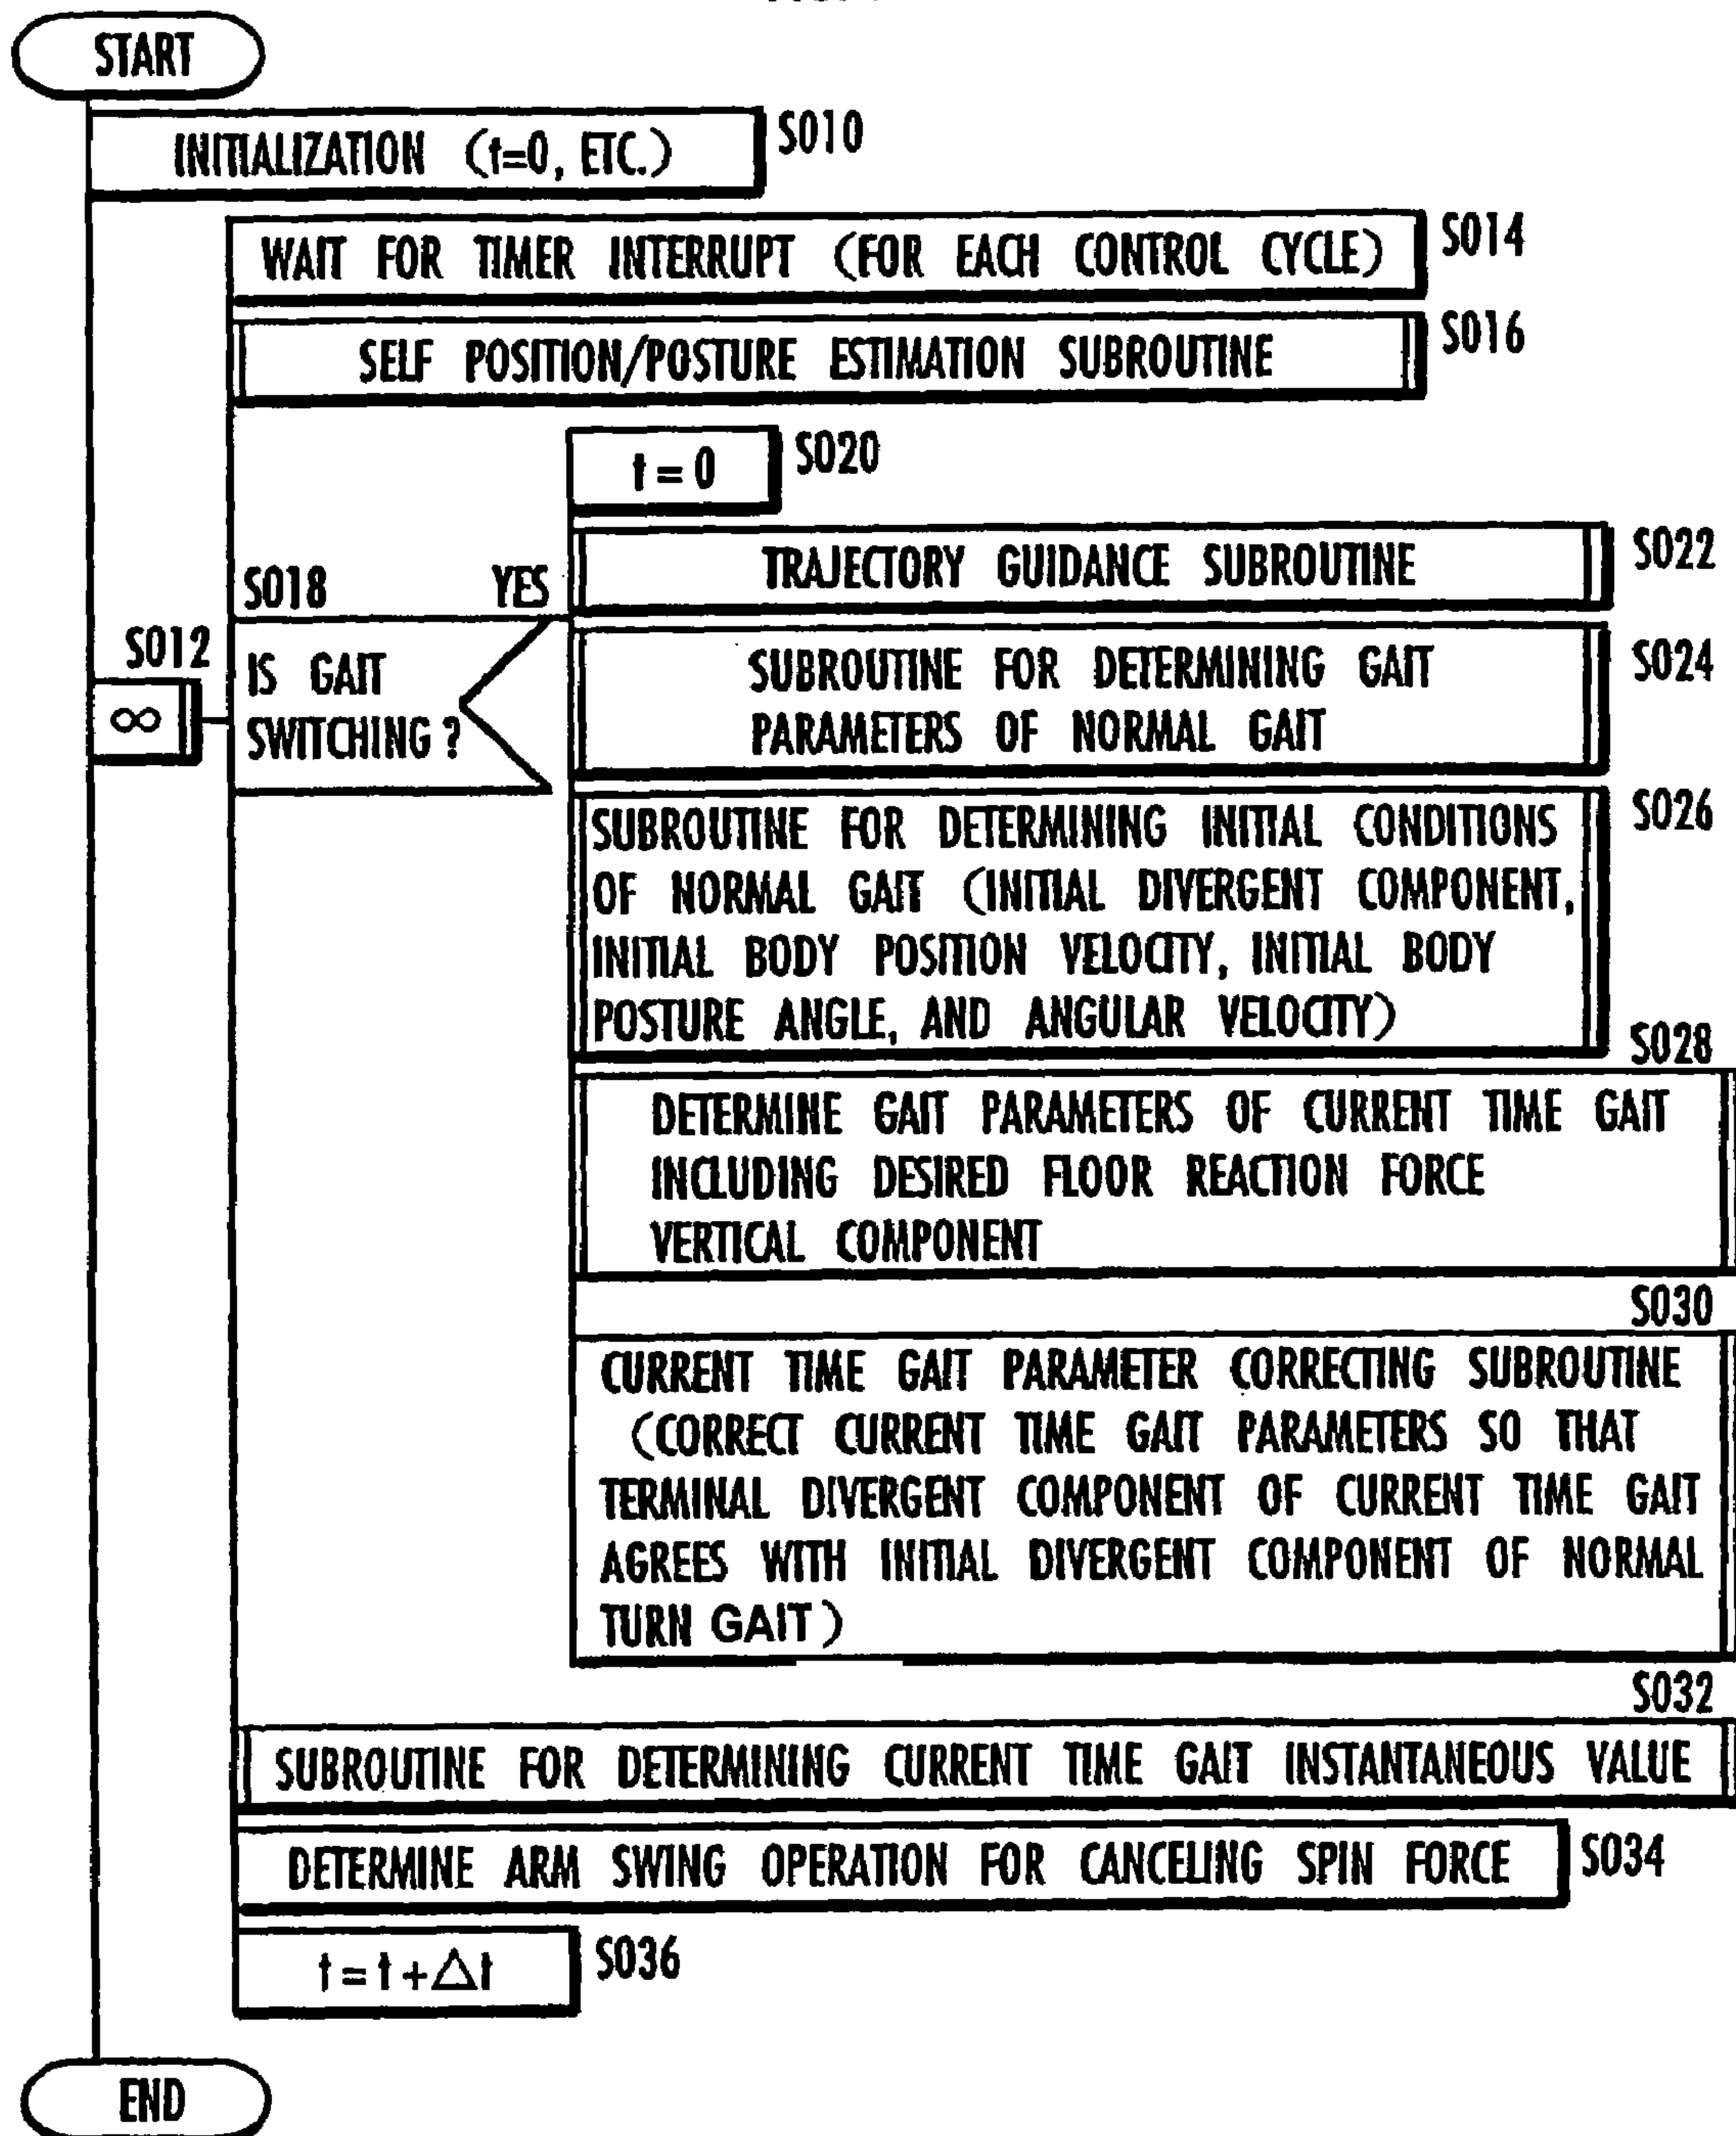 START
INITIALIZATION (t=0, ETC.)
S010
WAIT FOR TIMER INTERRUPT (FOR EACH CONTROL CYCLE)
S014
SELF POSITION/POSTURE ESTIMATION SUBROUTINE
S016
t = 0
S020
TRAJECTORY GUIDANCE SUBROUTINE
S022
S018
YES
S012
∞
IS GAIT
SWITCHING ?
SUBROUTINE FOR DETERMINING GAIT
PARAMETERS OF NORMAL GAIT
S024
SUBROUTINE FOR DETERMINING INITIAL CONDITIONS
OF NORMAL GAIT (INITIAL DIVERGENT COMPONENT,
INITIAL BODY POSITION VELOCITY, INITIAL BODY
POSTURE ANGLE, AND ANGULAR VELOCITY)
S026
S028
DETERMINE GAIT PARAMETERS OF CURRENT TIME GAIT
INCLUDING DESIRED FLOOR REACTION FORCE
VERTICAL COMPONENT
S030
CURRENT TIME GAIT PARAMETER CORRECTING SUBROUTINE
(CORRECT CURRENT TIME GAIT PARAMETERS SO THAT
TERMINAL DIVERGENT COMPONENT OF CURRENT TIME GAIT
AGREES WITH INITIAL DIVERGENT COMPONENT OF NORMAL
TURN GAIT)
S032
SUBROUTINE FOR DETERMINING CURRENT TIME GAIT INSTANTANEOUS VALUE
DETERMINE ARM SWING OPERATION FOR CANCELING SPIN FORCE
S034
t = t + △t
S036
END